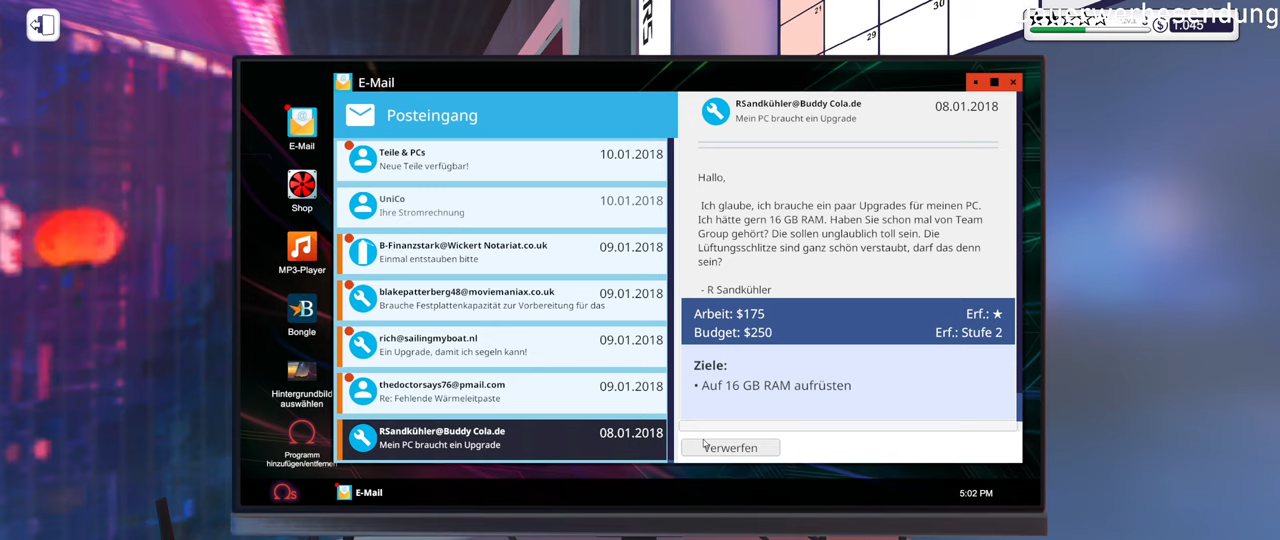 auerwerbesendung
21
30
29
1.045
E-Mail
E-Mail
Shop
MP3-Player
Bongle
Hintergrundbild
auswählen
Programm
hinzufügen/entfernen
Posteingang
Teile & PCs 10.01.2018
Neue Teile verfügbar!
UniCo 10.01.2018
Ihre Stromrechnung
B-Finanzstark@Wickert Notariat.co.uk 09.01.2018
Einmal entstauben bitte
blakepatterberg48@moviemaniax.co.uk 09.01.2018
Brauche Festplattenkapazität zur Vorbereitung für das
rich@sailingmyboat.nl 09.01.2018
Ein Upgrade, damit ich segeln kann!
thedoctorsays76@pmail.com 09.01.2018
Re: Fehlende Wärmeleitpaste
RSandkühler@Buddy Cola.de 08.01.2018
Mein PC braucht ein Upgrade
RSandkühler@Buddy Cola.de 08.01.2018
Mein PC braucht ein Upgrade
Hallo,
Ich glaube, ich brauche ein paar Upgrades für meinen PC.
Ich hätte gern 16 GB RAM. Haben Sie schon mal von Team
Group gehört? Die sollen unglaublich toll sein. Die
Lüftungsschlitze sind ganz schön verstaubt, darf das denn
sein?
- R Sandkühler
Arbeit: $175 Erf.: ★
Budget: $250 Erf.: Stufe 2
Ziele:
• Auf 16 GB RAM aufrüsten
Verwerfen
Ωs
E-Mail
5:02 PM